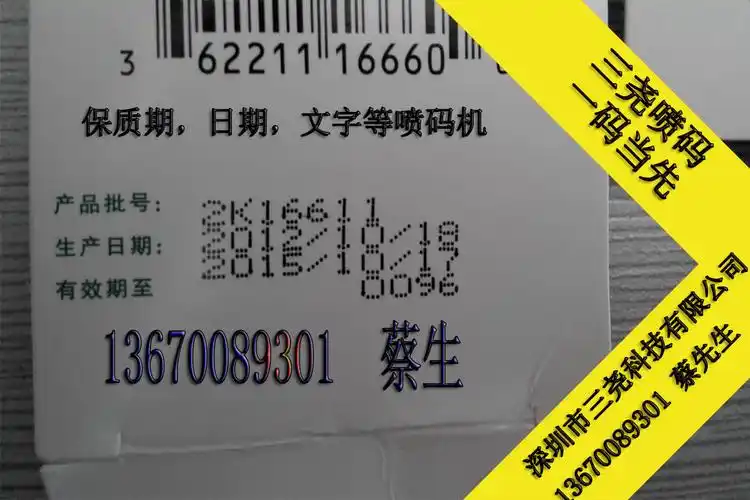 3 62211 16660
保质期，日期，文字等喷码机
产品批号：
2K16611
生产日期：
2012/10/18
有效期至
2015/10/17
0096
13670089301 蔡生
三尧喷码
一码当先
深圳市三尧科技有限公司
13670089301 蔡先生